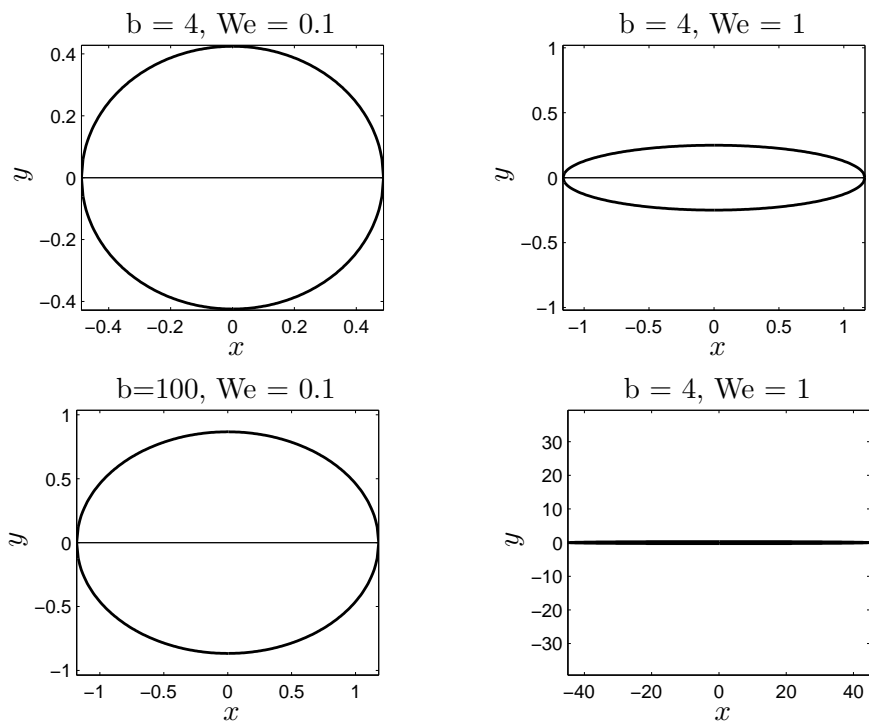 b = 4, We = 0.1
0.4
0.2
0
−0.2
−0.4
y
−0.4 −0.2 0 0.2 0.4
x
b = 4, We = 1
1
0.5
0
−0.5
−1
y
−1 −0.5 0 0.5 1
x
b=100, We = 0.1
1
0.5
0
−0.5
−1
y
−1 −0.5 0 0.5 1
x
b = 4, We = 1
30
20
10
0
−10
−20
−30
y
−40 −20 0 20 40
x